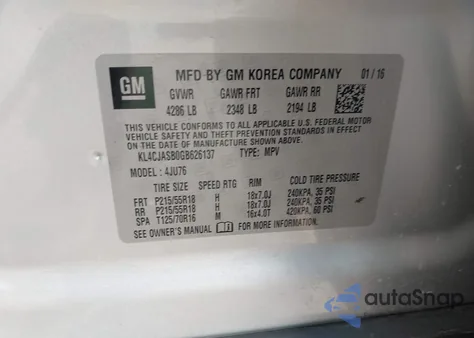 GM
MFD BY GM KOREA COMPANY 01/16
GVWR GAWR FRT GAWR RR
4286 LB 2348 LB 2194 LB
THIS VEHICLE CONFORMS TO ALL APPLICABLE U.S. FEDERAL MOTOR
VEHICLE SAFETY AND THEFT PREVENTION STANDARDS IN EFFECT
ON THE DATE OF MANUFACTURE SHOWN ABOVE.
KL4CJASB0GB626137 TYPE: MPV
MODEL: 4JU76
TIRE SIZE SPEED RTG RIM COLD TIRE PRESSURE
FRT P215/55R18 H 18x7.0J 240KPA, 35 PSI
RR P215/55R18 H 18x7.0J 240KPA, 35 PSI
SPA T125/70R16 M 16x4.0T 420KPA, 60 PSI
SEE OWNER'S MANUAL FOR MORE INFORMATION.
autoSnap